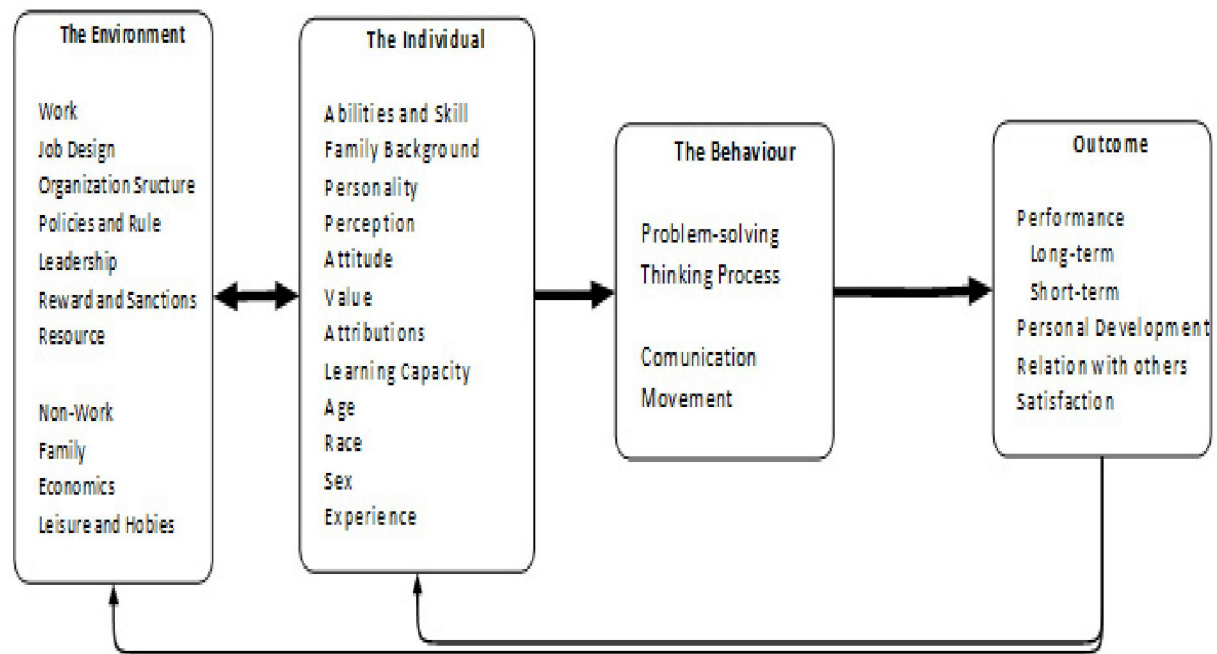 The Environment
Work
Job Design
Organization Sructure
Policies and Rule
Leadership
Reward and Sanctions
Resource
Non-Work
Family
Economics
Leisure and Hobies
The Individual
Abilities and Skill
Family Background
Personality
Perception
Attitude
Value
Attributions
Learning Capacity
Age
Race
Sex
Experience
The Behaviour
Problem-solving
Thinking Process
Comunication
Movement
Outcome
Performance
Long-term
Short-term
Personal Development
Relation with others
Satisfaction